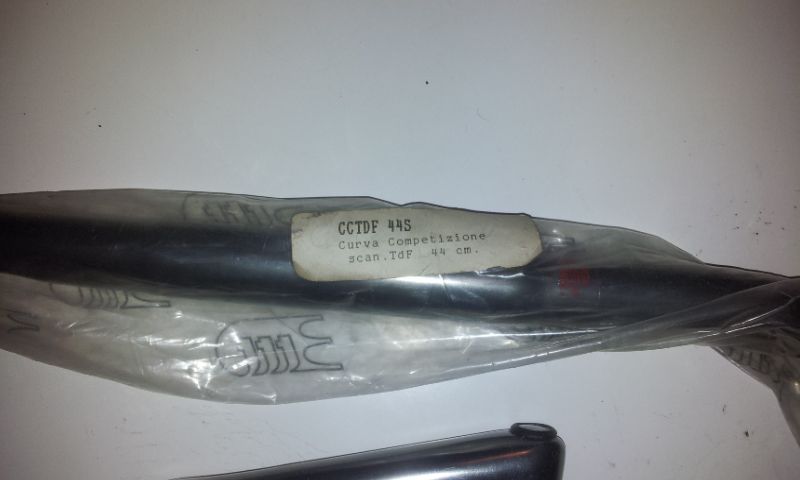 CCTDF 44S
Curva Competizione
scan.TdF 44 cm.